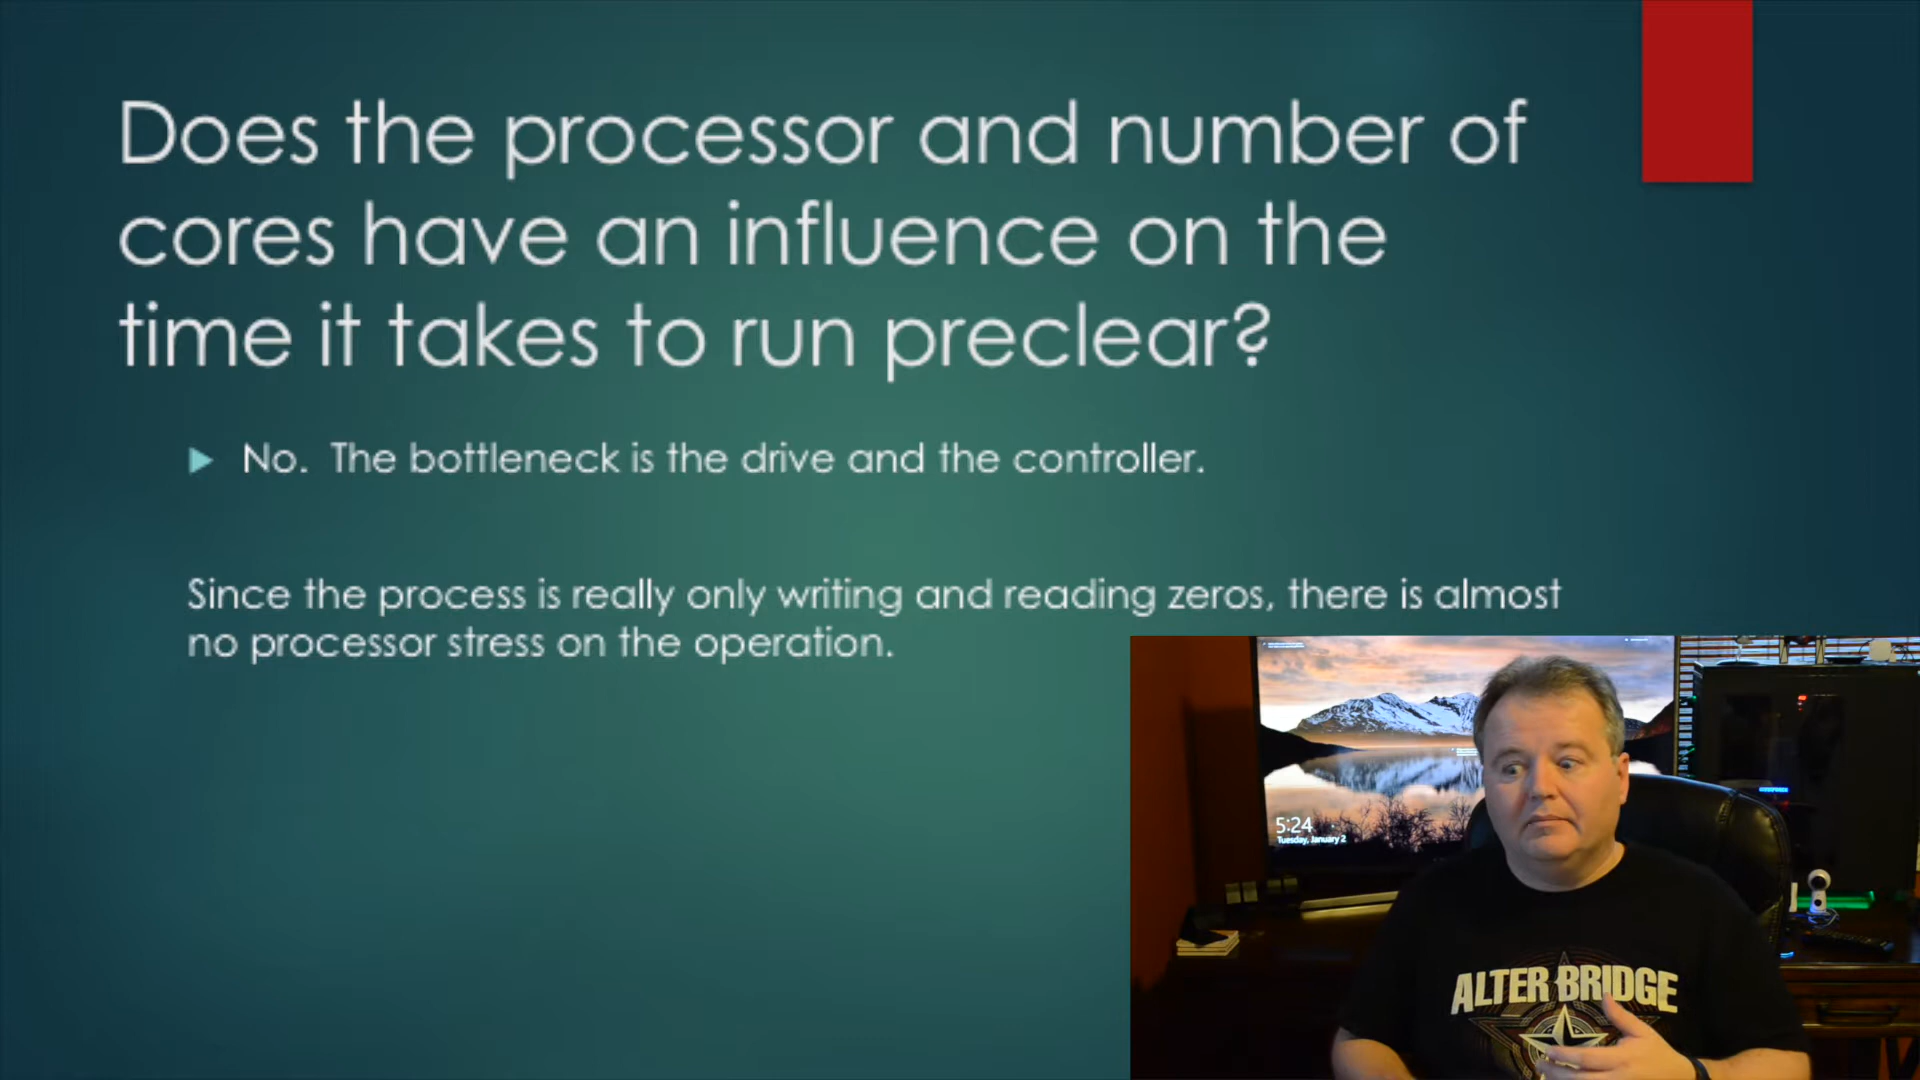 Does the processor and number of
cores have an influence on the
time it takes to run preclear?
No. The bottleneck is the drive and the controller.
Since the process is really only writing and reading zeros, there is almost
no processor stress on the operation.
5:24
Tuesday, January 2
ALTER BRIDGE